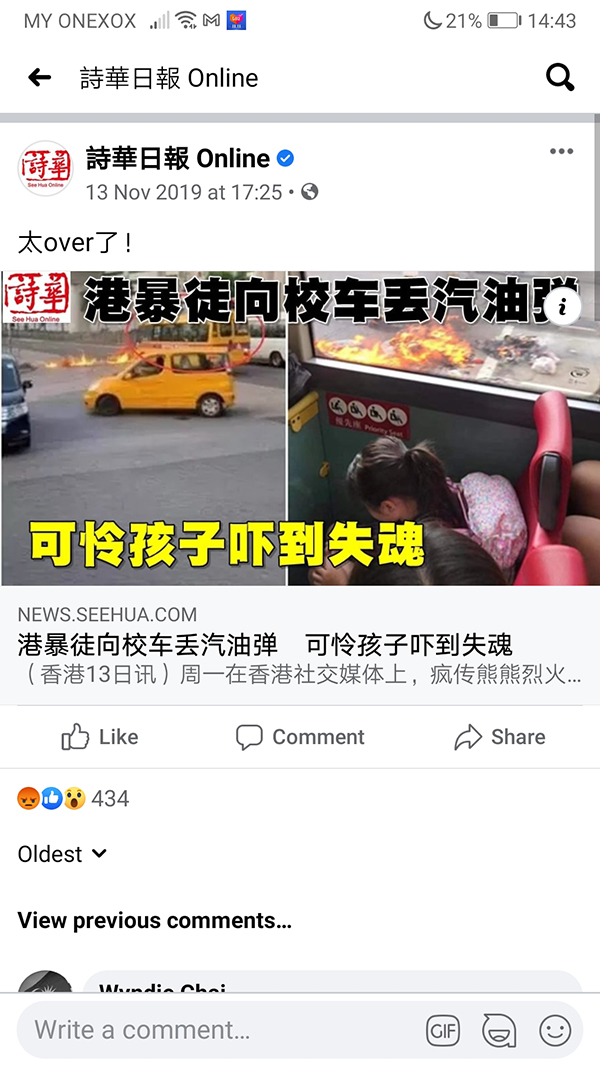 MY ONEXOX
21% 14:43
詩華日報 Online
詩華
See Hua Online
詩華日報 Online
13 Nov 2019 at 17:25
太over了!
詩華
See Hua Online
港暴徒向校车丢汽油弹
i
Priority Seat
可怜孩子吓到失魂
NEWS.SEEHUA.COM
港暴徒向校车丢汽油弹 可怜孩子吓到失魂
（香港13日讯）周一在香港社交媒体上，疯传熊熊烈火...
Like Comment Share
434
Oldest
View previous comments...
Wyndie Choi
Write a comment...
GIF